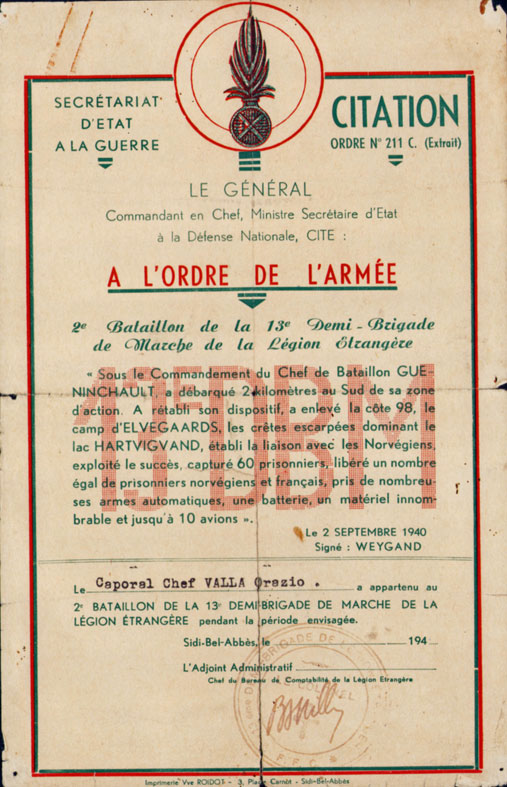 SECRÉTARIAT
D'ETAT
A LA GUERRE
CITATION
ORDRE N° 211 C. (Extrait)
LE GÉNÉRAL
Commandant en Chef, Ministre Secrétaire d'Etat
à la Défense Nationale, CITE :
A L'ORDRE DE L'ARMÉE
2e Bataillon de la 13e Demi-Brigade
de Marche de la Légion Étrangère
« Sous le Commandement du Chef de Bataillon GUE-
NINCHAULT, a débarqué 2 kilomètres au Sud de sa zone
d'action. A rétabli son dispositif, a enlevé la côte 98, le
camp d'ELVEGAARDS, les crêtes escarpées dominant le
lac HARTVIGVAND, établi la liaison avec les Norvégiens,
exploité le succès, capturé 60 prisonniers, libéré un nombre
égal de prisonniers norvégiens et français, pris de nombreu-
ses armes automatiques, une batterie, un matériel innom-
brable et jusqu'à 10 avions ».
Le 2 SEPTEMBRE 1940
Signé : WEYGAND
Le Caporal Chef VALLA Orazio . a appartenu au
2e BATAILLON DE LA 13e DEMI-BRIGADE DE MARCHE DE LA
LÉGION ÉTRANGÈRE pendant la période envisagée.
Sidi-Bel-Abbès, le 194
L'Adjoint Administratif
Chef du Bureau de Comptabilité de la Légion Etrangère
BRIGADE DE
Imprimerie Vve ROIDOT - 3, Place Carnot - Sidi-Bel-Abbès